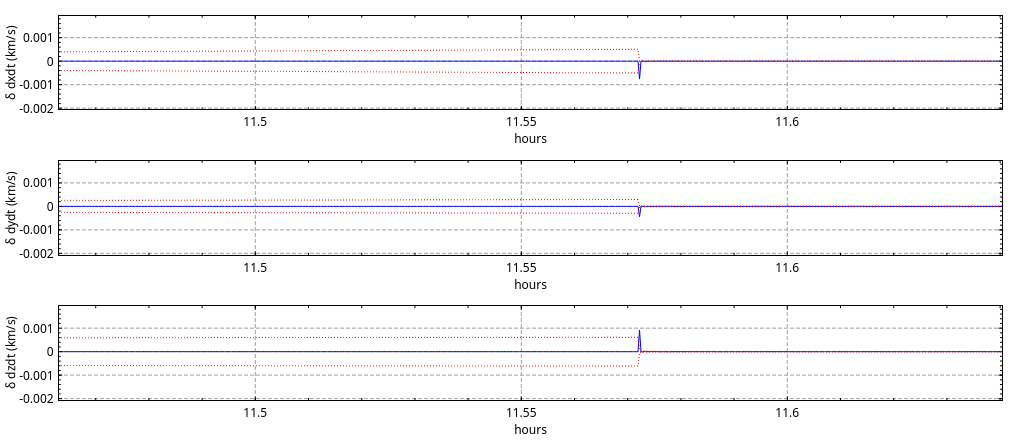 δ dxdt (km/s)
0.001
0
-0.001
-0.002
11.5 11.55 11.6
hours
δ dydt (km/s)
0.001
0
-0.001
-0.002
11.5 11.55 11.6
hours
δ dzdt (km/s)
0.001
0
-0.001
-0.002
11.5 11.55 11.6
hours